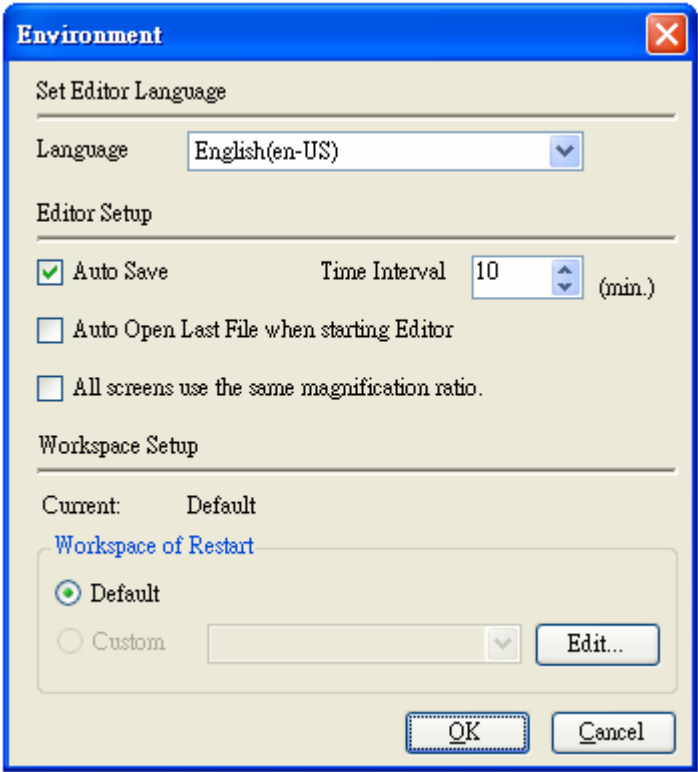 Environment
Set Editor Language
Language English(en-US)
Editor Setup
Auto Save Time Interval 10 (min.)
Auto Open Last File when starting Editor
All screens use the same magnification ratio.
Workspace Setup
Current: Default
Workspace of Restart
Default
Custom Edit...
OK Cancel